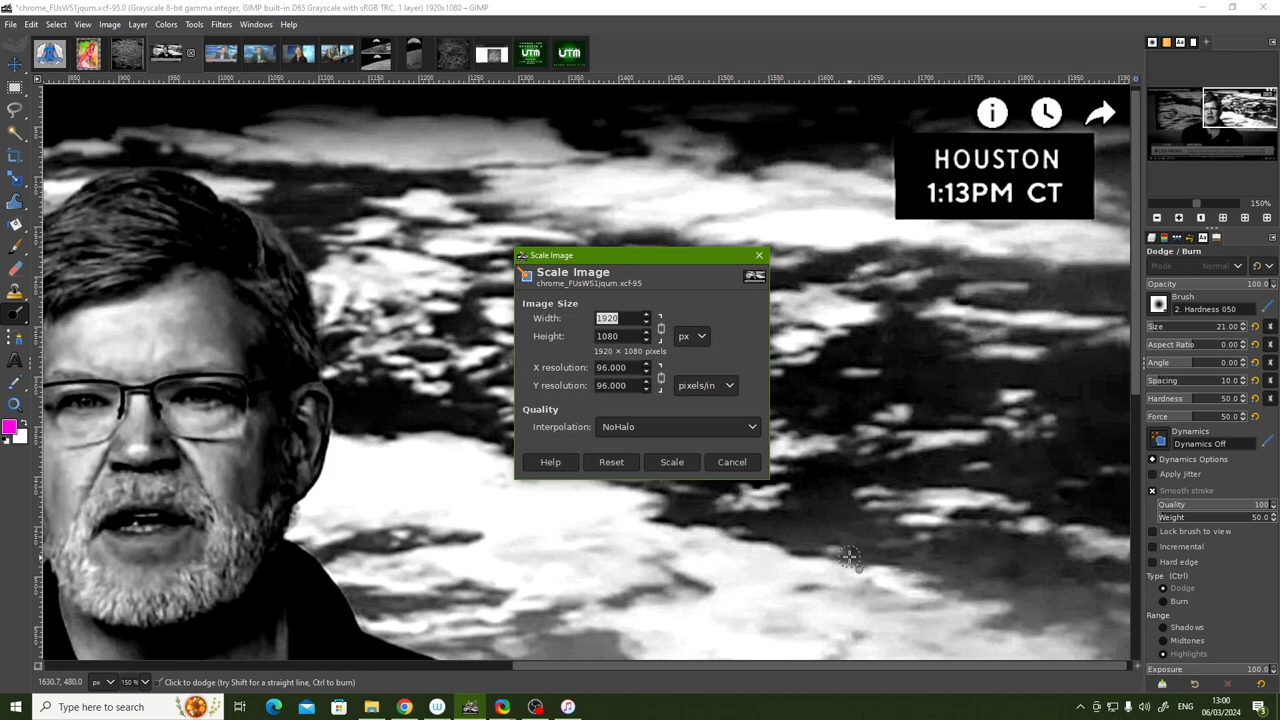 *chrome_FUsWS1jqum.xcf-95.0 (Grayscale 8-bit gamma integer, GIMP built-in D65 Grayscale with sRGB TRC, 1 layer) 1920x1080 – GIMP
File Edit Select View Image Layer Colors Tools Filters Windows Help
HOUSTON
1:13PM CT
150%
Dodge / Burn
Mode Normal
Opacity 100.0
Brush
2. Hardness 050
Size 21.00
Aspect Ratio 0.00
Angle 0.00
Spacing 10.0
Hardness 50.0
Force 50.0
Dynamics
Dynamics Off
Dynamics Options
Apply Jitter
Smooth stroke
Quality 100
Weight 50.0
Lock brush to view
Incremental
Hard edge
Type (Ctrl)
Dodge
Burn
Range
Shadows
Midtones
Highlights
Exposure 100.0
Scale Image
Scale Image
chrome_FUsWS1jqum.xcf-95
Image Size
Width: 1920
Height: 1080 px
1920 × 1080 pixels
X resolution: 96.000
Y resolution: 96.000 pixels/in
Quality
Interpolation: NoHalo
Help Reset Scale Cancel
1630.7, 480.0 px 150 % Click to dodge (try Shift for a straight line, Ctrl to burn)
Type here to search
ENG
13:00
06/03/2024